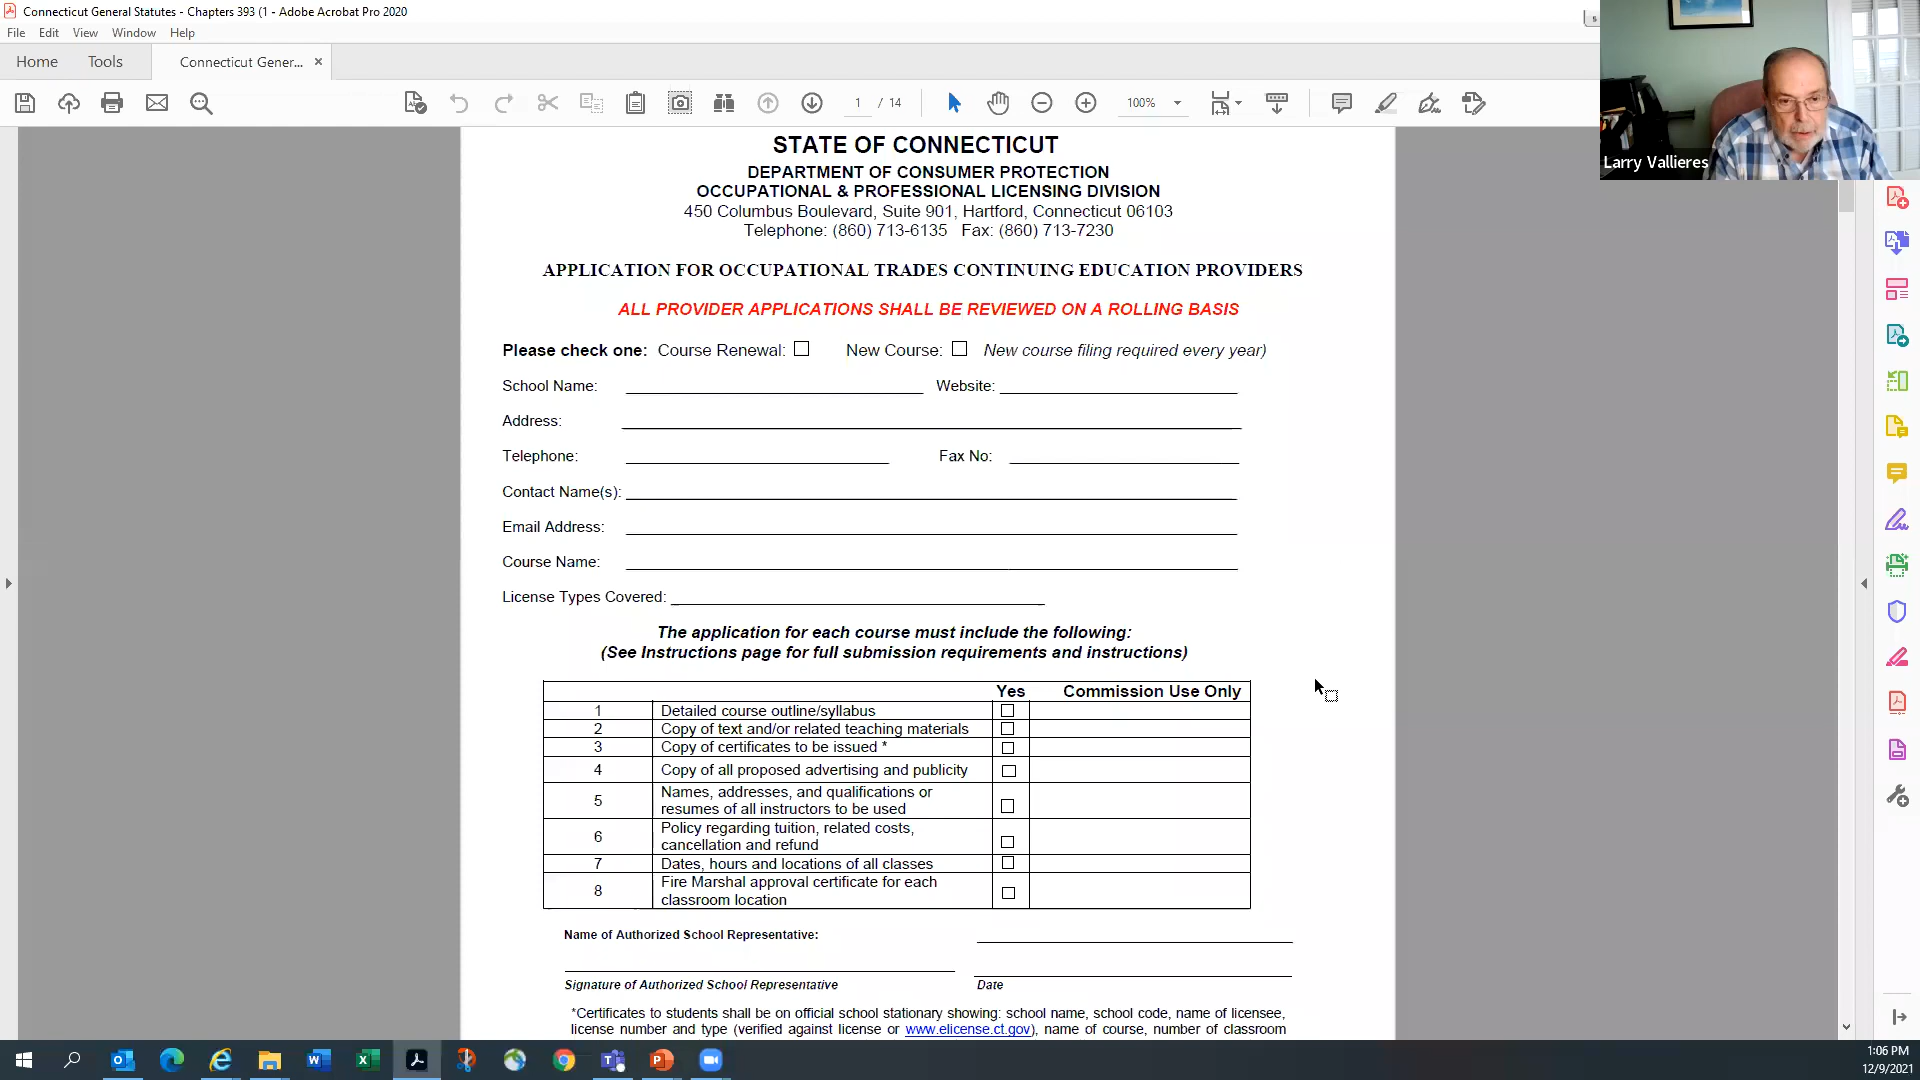 Connecticut General Statutes - Chapters 393 (1 - Adobe Acrobat Pro 2020
File Edit View Window Help
Home Tools Connecticut Gener... ×
1 / 14 100%
Larry Vallieres
STATE OF CONNECTICUT
DEPARTMENT OF CONSUMER PROTECTION
OCCUPATIONAL & PROFESSIONAL LICENSING DIVISION
450 Columbus Boulevard, Suite 901, Hartford, Connecticut 06103
Telephone: (860) 713-6135 Fax: (860) 713-7230
APPLICATION FOR OCCUPATIONAL TRADES CONTINUING EDUCATION PROVIDERS
ALL PROVIDER APPLICATIONS SHALL BE REVIEWED ON A ROLLING BASIS
Please check one: Course Renewal: ☐ New Course: ☐ New course filing required every year)
School Name: Website:
Address:
Telephone: Fax No:
Contact Name(s):
Email Address:
Course Name:
License Types Covered:
The application for each course must include the following:
(See Instructions page for full submission requirements and instructions)
Yes Commission Use Only
1 Detailed course outline/syllabus ☐
2 Copy of text and/or related teaching materials ☐
3 Copy of certificates to be issued * ☐
4 Copy of all proposed advertising and publicity ☐
5 Names, addresses, and qualifications or
resumes of all instructors to be used ☐
6 Policy regarding tuition, related costs,
cancellation and refund ☐
7 Dates, hours and locations of all classes ☐
8 Fire Marshal approval certificate for each
classroom location ☐
Name of Authorized School Representative:
Signature of Authorized School Representative Date
*Certificates to students shall be on official school stationary showing: school name, school code, name of licensee,
license number and type (verified against license or www.elicense.ct.gov), name of course, number of classroom
1:06 PM
12/9/2021